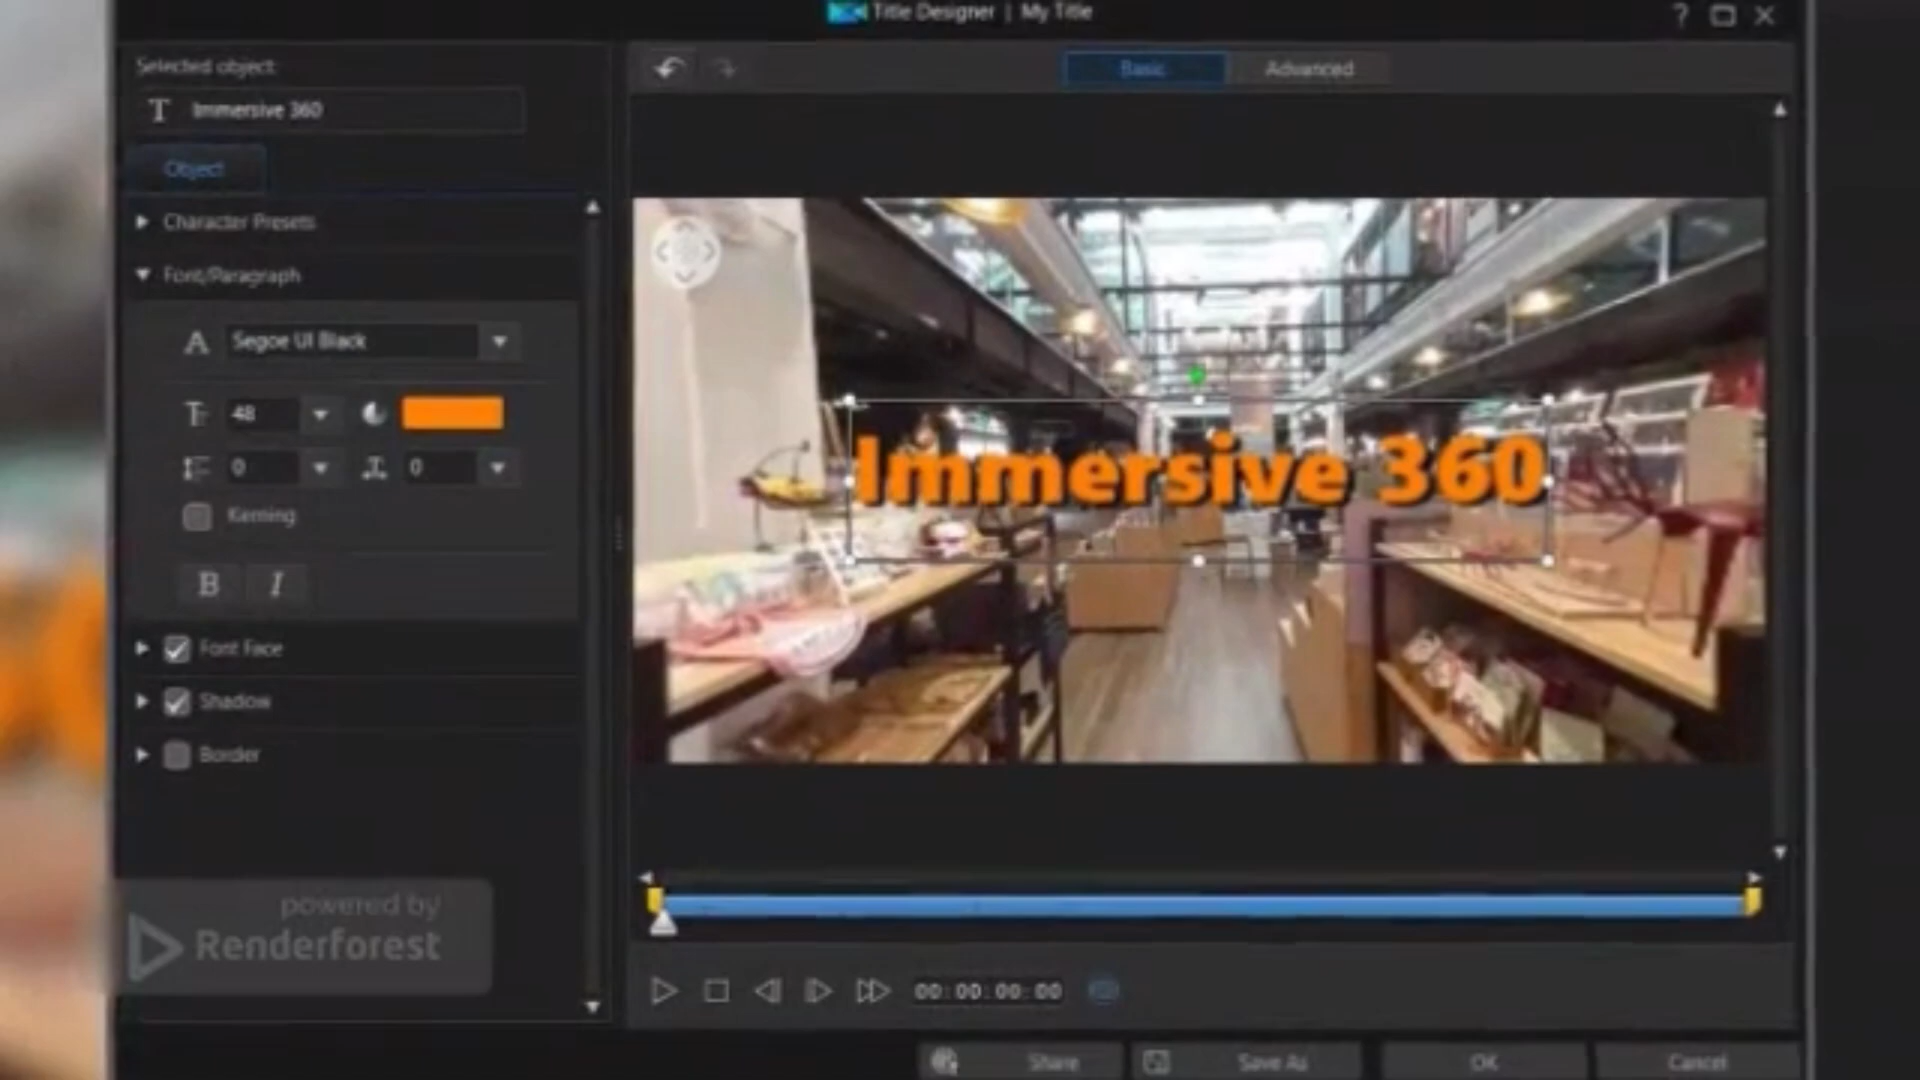 Title Designer | My Title
?
Selected object:
T Immersive 360
Basic
Advanced
Object
Character Presets
Font/Paragraph
A Segoe UI Black
48
0
0
Kerning
B I
Font Face
Shadow
Border
Immersive 360
powered by
Renderforest
00:00:00:00
Share
Save As
OK
Cancel